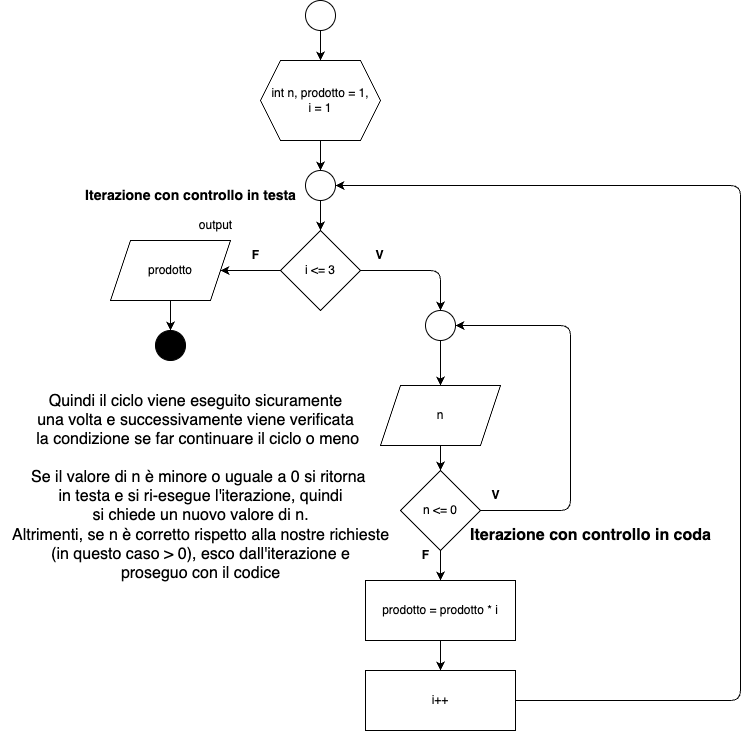 int n, prodotto = 1,
i = 1
Iterazione con controllo in testa
output
prodotto
F
i <= 3
V
Quindi il ciclo viene eseguito sicuramente
una volta e successivamente viene verificata
la condizione se far continuare il ciclo o meno
n
Se il valore di n è minore o uguale a 0 si ritorna
in testa e si ri-esegue l'iterazione, quindi
si chiede un nuovo valore di n.
Altrimenti, se n è corretto rispetto alla nostre richieste
(in questo caso > 0), esco dall'iterazione e
proseguo con il codice
n <= 0
V
Iterazione con controllo in coda
F
prodotto = prodotto * i
i++